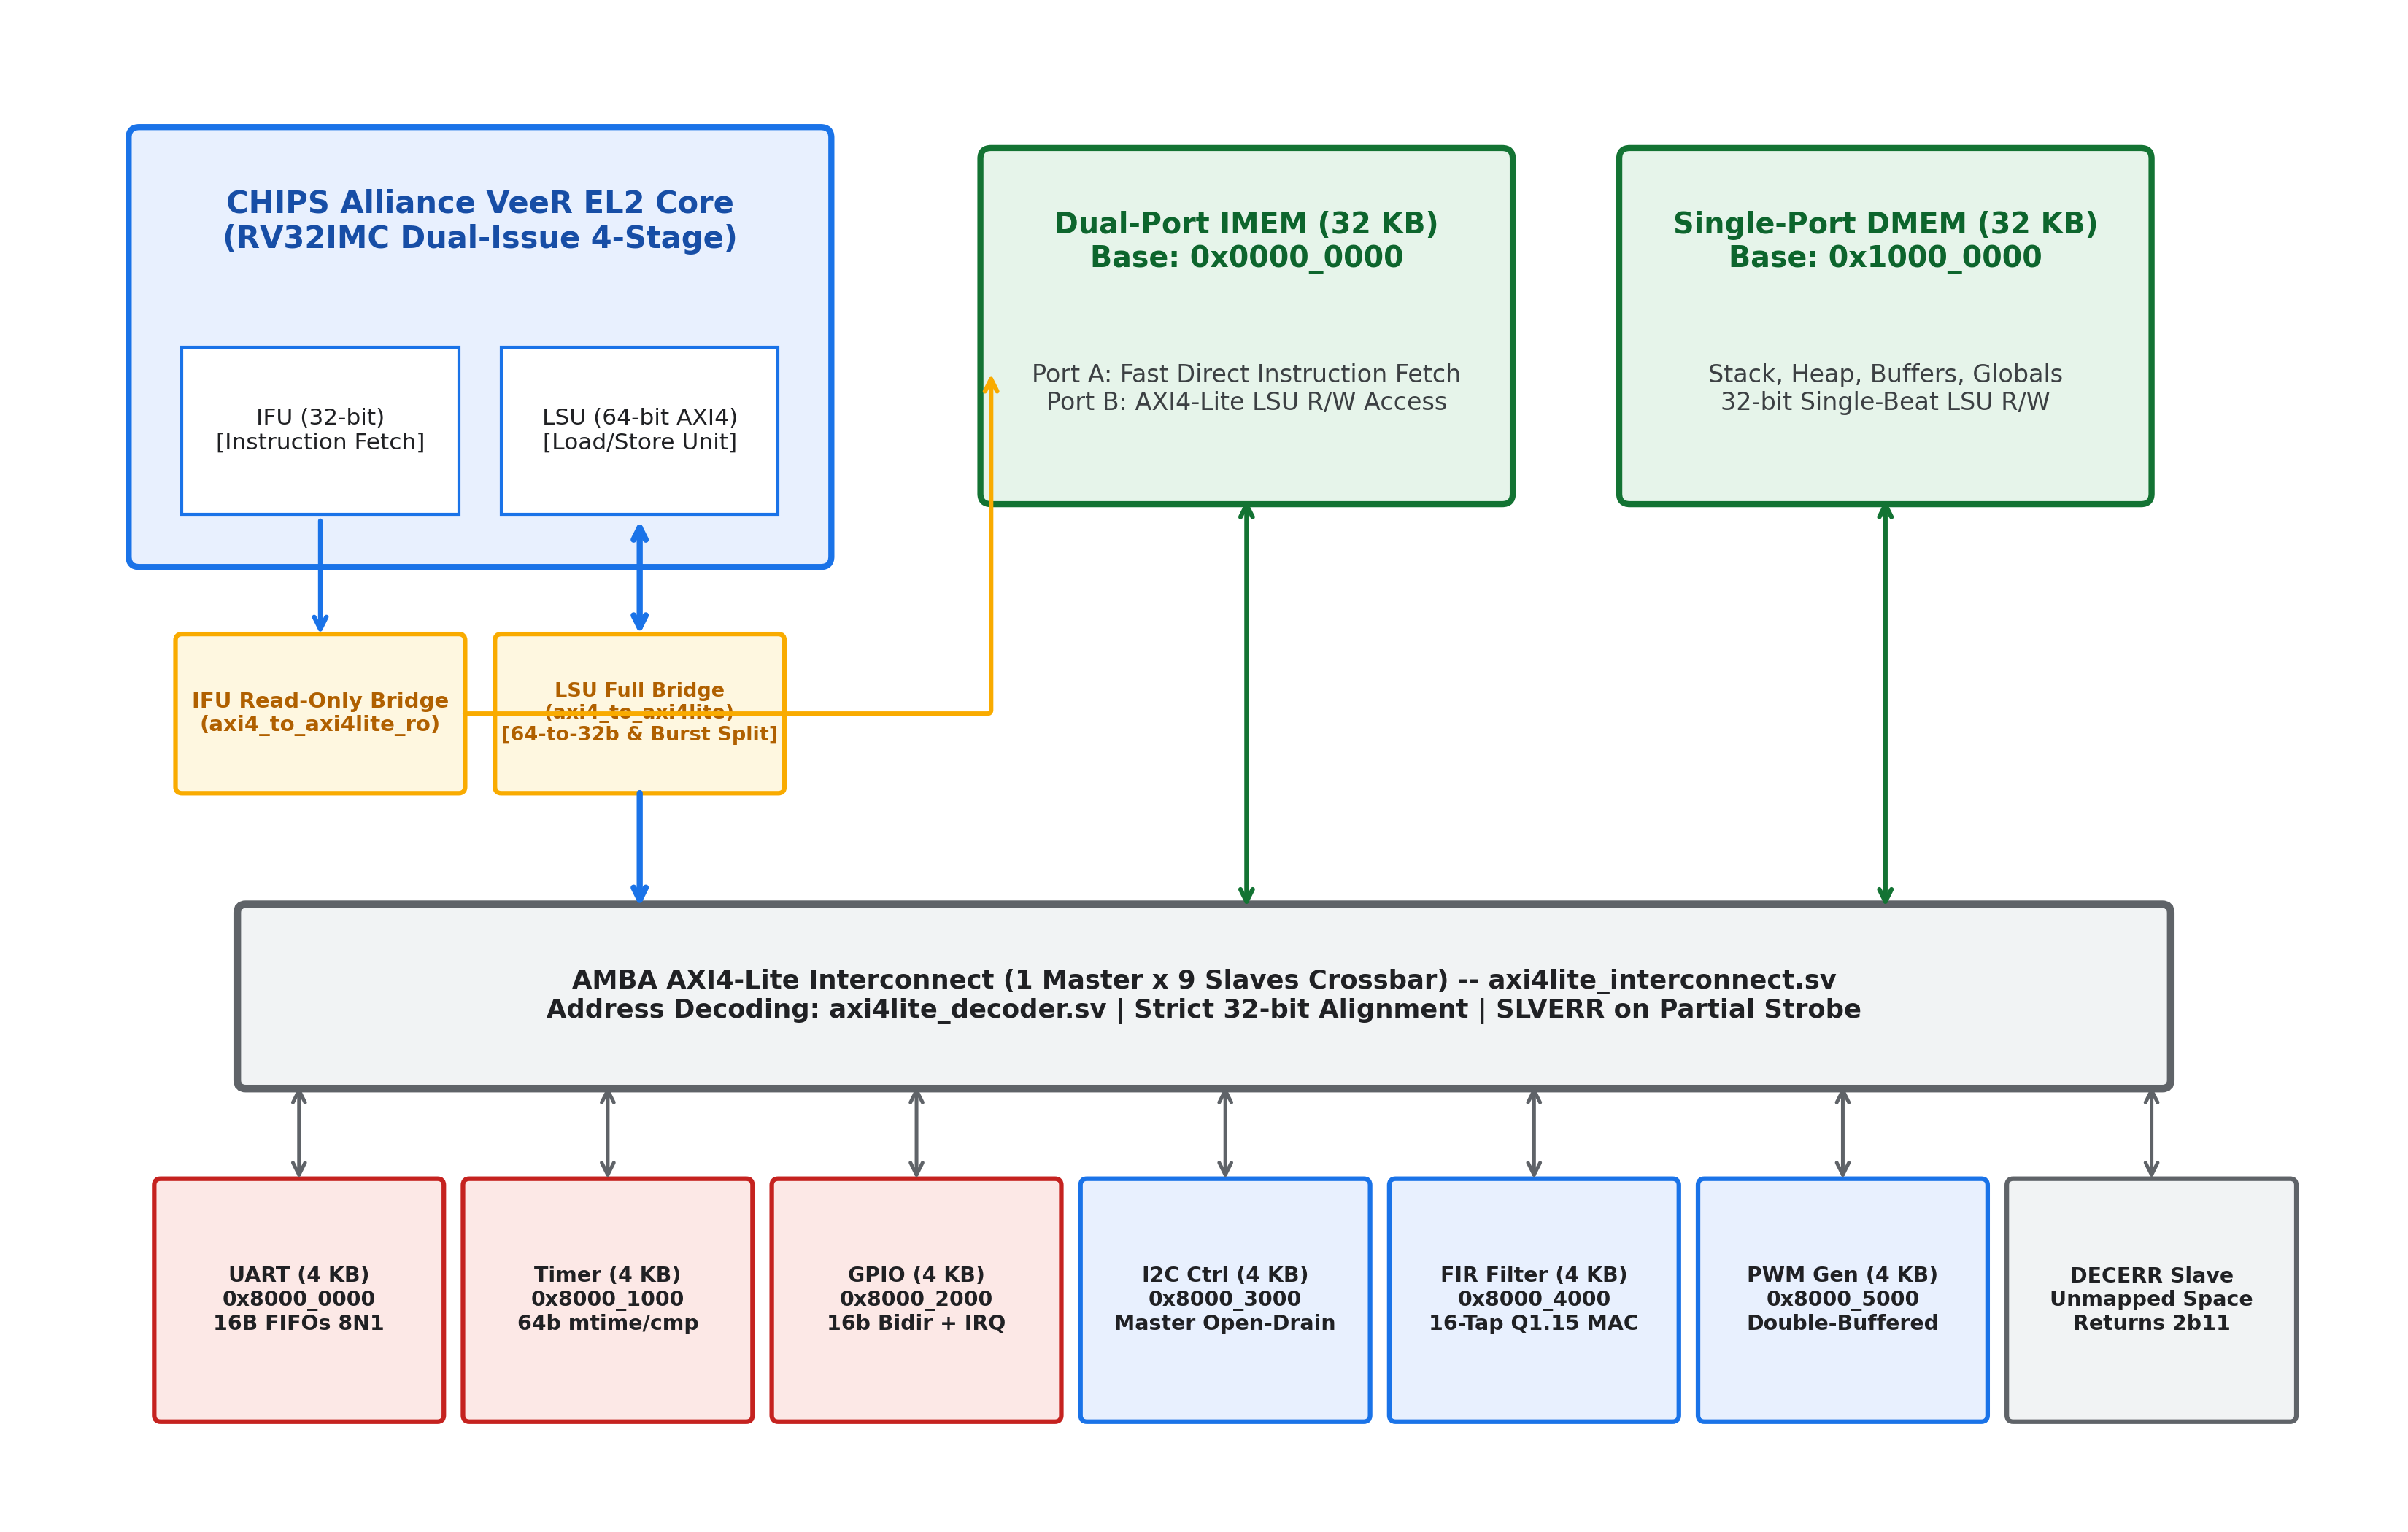 CHIPS Alliance VeeR EL2 Core
(RV32IMC Dual-Issue 4-Stage)
IFU (32-bit)
[Instruction Fetch]
LSU (64-bit AXI4)
[Load/Store Unit]
Dual-Port IMEM (32 KB)
Base: 0x0000_0000
Port A: Fast Direct Instruction Fetch
Port B: AXI4-Lite LSU R/W Access
Single-Port DMEM (32 KB)
Base: 0x1000_0000
Stack, Heap, Buffers, Globals
32-bit Single-Beat LSU R/W
IFU Read-Only Bridge
(axi4_to_axi4lite_ro)
LSU Full Bridge
(axi4_to_axi4lite)
[64-to-32b & Burst Split]
AMBA AXI4-Lite Interconnect (1 Master x 9 Slaves Crossbar) -- axi4lite_interconnect.sv
Address Decoding: axi4lite_decoder.sv | Strict 32-bit Alignment | SLVERR on Partial Strobe
UART (4 KB)
0x8000_0000
16B FIFOs 8N1
Timer (4 KB)
0x8000_1000
64b mtime/cmp
GPIO (4 KB)
0x8000_2000
16b Bidir + IRQ
I2C Ctrl (4 KB)
0x8000_3000
Master Open-Drain
FIR Filter (4 KB)
0x8000_4000
16-Tap Q1.15 MAC
PWM Gen (4 KB)
0x8000_5000
Double-Buffered
DECERR Slave
Unmapped Space
Returns 2b11